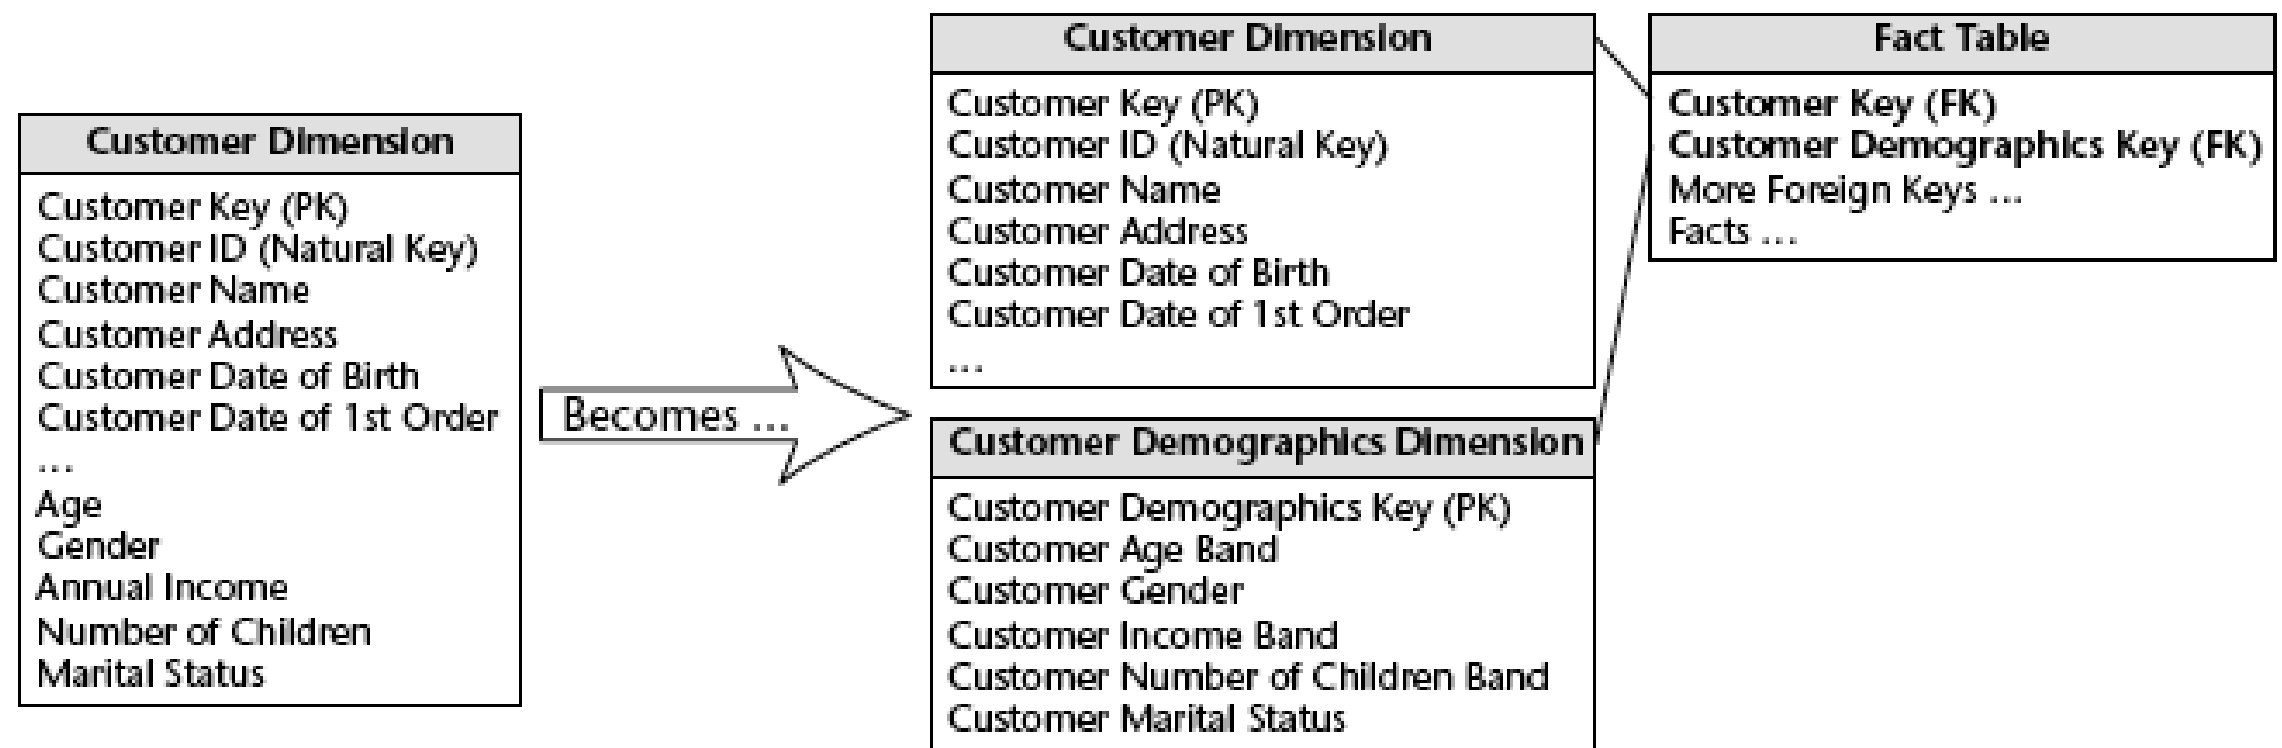 Customer Dimension
Customer Key (PK)
Customer ID (Natural Key)
Customer Name
Customer Address
Customer Date of Birth
Customer Date of 1st Order
...
Age
Gender
Annual Income
Number of Children
Marital Status
Becomes ...
Customer Dimension
Customer Key (PK)
Customer ID (Natural Key)
Customer Name
Customer Address
Customer Date of Birth
Customer Date of 1st Order
...
Customer Demographics Dimension
Customer Demographics Key (PK)
Customer Age Band
Customer Gender
Customer Income Band
Customer Number of Children Band
Customer Marital Status
Fact Table
Customer Key (FK)
Customer Demographics Key (FK)
More Foreign Keys ...
Facts ...